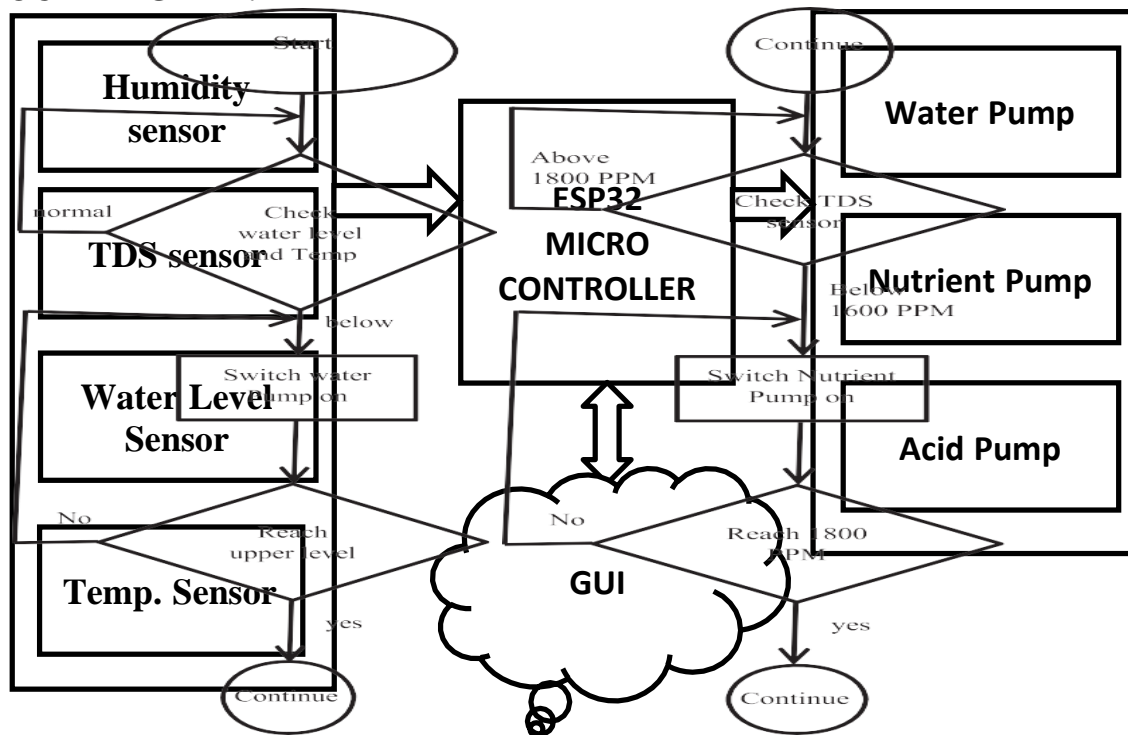 Start
Continue
Humidity
sensor
Water Pump
Above
1800 PPM
normal
Check
water level
and Temp
TDS sensor
ESP32
MICRO
CONTROLLER
Check TDS
sensor
Nutrient Pump
Below
1600 PPM
below
Switch water
Pump on
Switch Nutrient
Pump on
Water Level
Sensor
Acid Pump
No
Reach
upper level
No
Reach 1800
PPM
Temp. Sensor
GUI
yes
yes
Continue
Continue